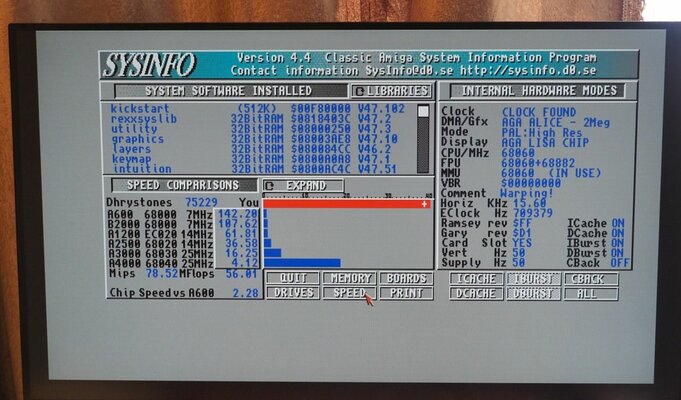 SYSINFO
Version 4.4 Classic Amiga System Information Program
Contact information SysInfo@d0.se http://sysinfo.d0.se
SYSTEM SOFTWARE INSTALLED
LIBRARIES
kickstart (512K) $00F80000 V47.102
rexxsyslib 32BitRAM $0818403C V47.2
utility 32BitRAM $08000250 V47.3
graphics 32BitRAM $08003AE8 V47.10
layers 32BitRAM $080084CC V46.2
keymap 32BitRAM $0800A0A8 V47.1
intuition 32BitRAM $0800AC4C V47.51
INTERNAL HARDWARE MODES
Clock CLOCK FOUND
DMA/Gfx AGA ALICE - 2Meg
Mode PAL:High Res
Display AGA LISA CHIP
CPU/MHz 68060
FPU 68060+68882
MMU 68060 (IN USE)
VBR $00000000
Comment Warping!
Horiz KHz 15.60
EClock Hz 709379
Ramsey rev $FF ICache ON
Gary rev $D1 DCache ON
Card Slot YES IBurst ON
Vert Hz 50 DBurst ON
Supply Hz 50 CBack OFF
SPEED COMPARISONS
EXPAND
Dhrystones 75229 You
A600 68000 7MHz 142.20
B2000 68000 7MHz 107.62
A1200 EC020 14MHz 61.81
A2500 68020 14MHz 36.58
A3000 68030 25MHz 16.25
A4000 68040 25MHz 4.12
Mips 78.52 MFlops 56.01
Chip Speed vs A600 2.28
QUIT MEMORY BOARDS
DRIVES SPEED PRINT
ICACHE IBURST CBACK
DCACHE DBURST ALL